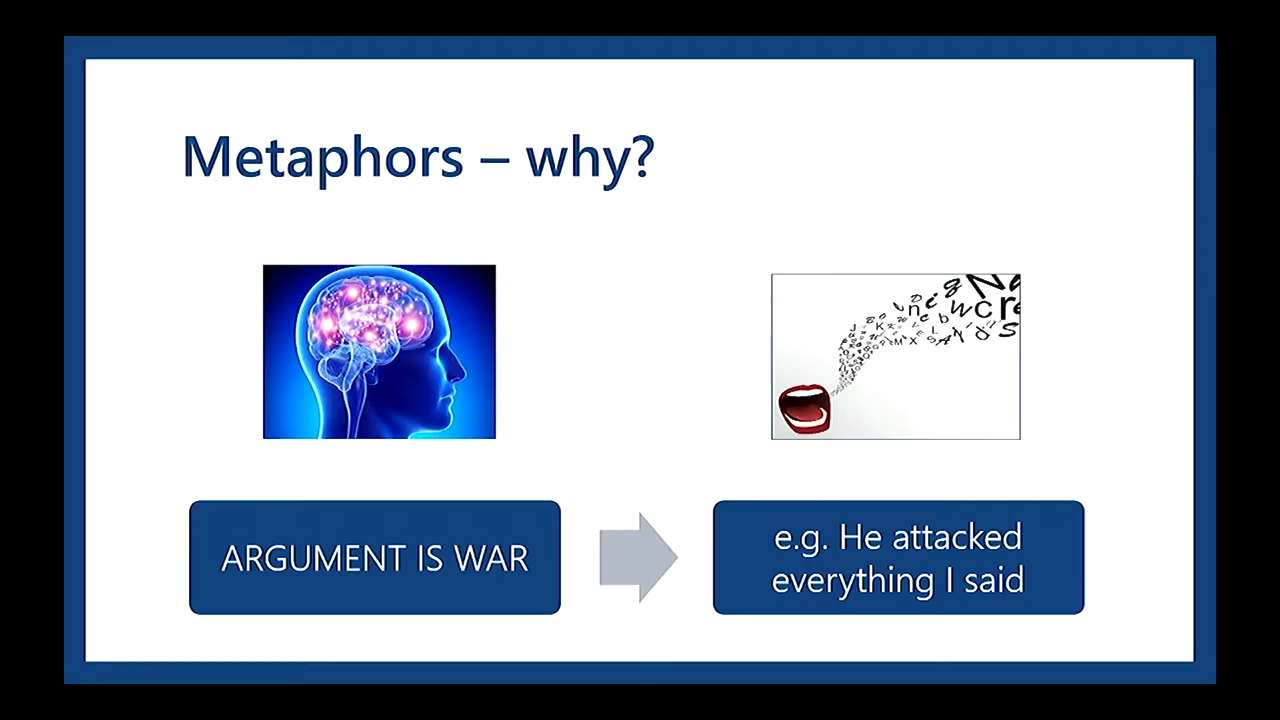 Metaphors – why?
ARGUMENT IS WAR
e.g. He attacked
everything I said